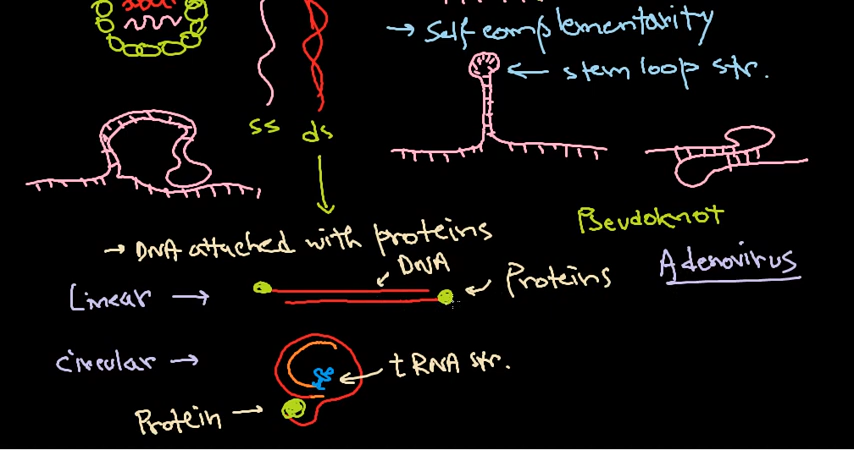 → Self complementarity
← stem loop str.
ss
ds
Pseudoknot
→ DNA attached with proteins
Adenovirus
DNA
Linear →
← Proteins
Circular →
← tRNA str.
Protein →